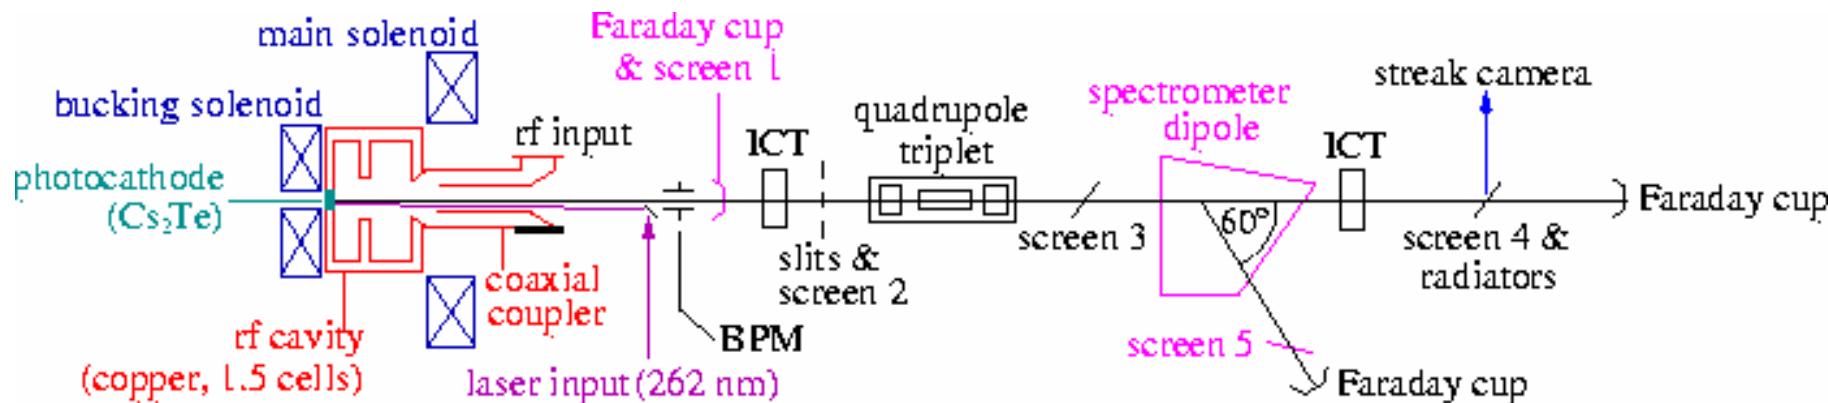 main solenoid
bucking solenoid
photocathode
(Cs₂Te)
rf cavity
(copper, 1.5 cells)
rf input
coaxial
coupler
laser input (262 nm)
BPM
Faraday cup
& screen 1
ICT
slits &
screen 2
quadrupole
triplet
screen 3
spectrometer
dipole
60°
screen 5
Faraday cup
ICT
streak camera
screen 4 &
radiators
Faraday cup